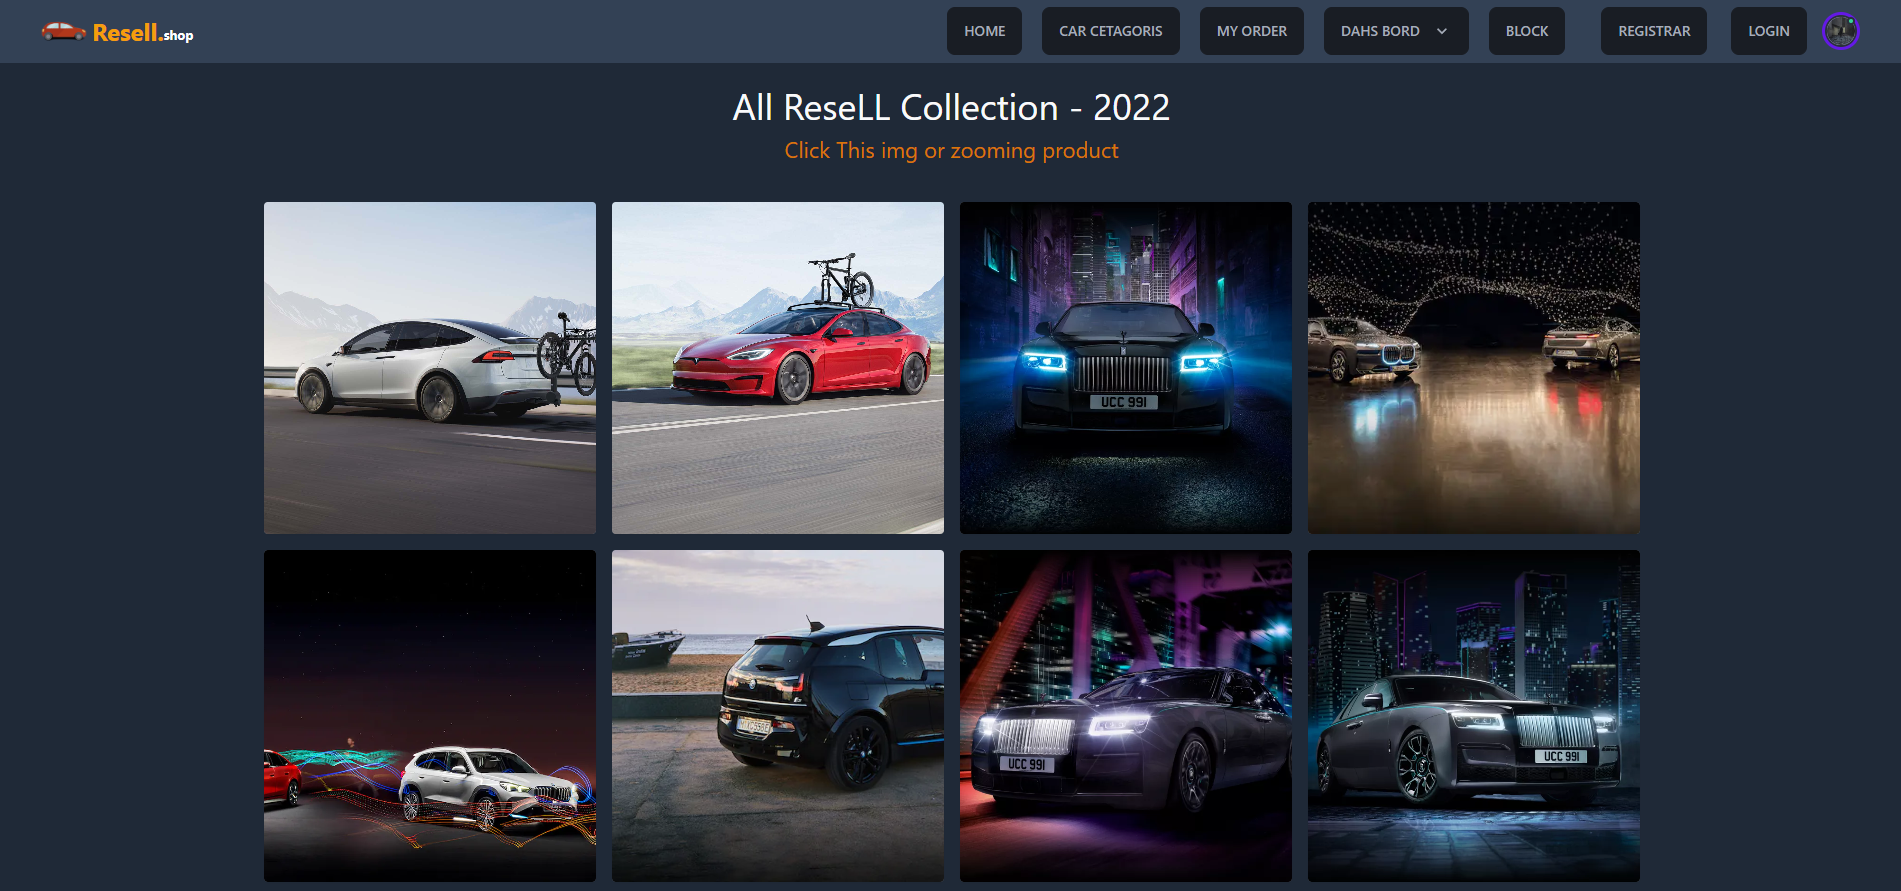 Resell.shop
HOME
CAR CETAGORIS
MY ORDER
DAHS BORD
BLOCK
REGISTRAR
LOGIN
All ReseLL Collection - 2022
Click This img or zooming product
UCC 991
UCC 991
UCC 991